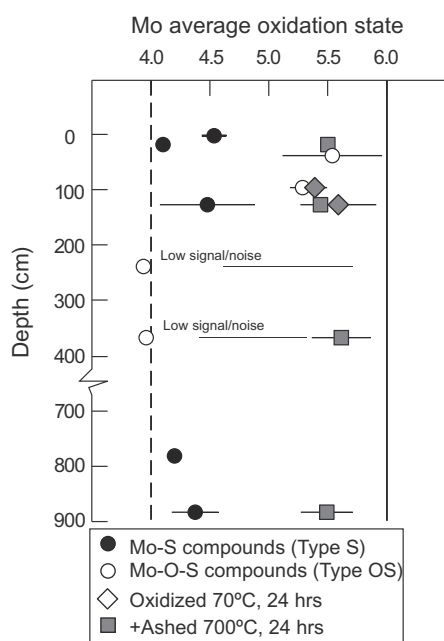 Mo average oxidation state
4.0 4.5 5.0 5.5 6.0
0
100
200
300
400
700
800
900
Depth (cm)
Low signal/noise
Low signal/noise
Mo-S compounds (Type S)
Mo-O-S compounds (Type OS)
Oxidized 70ºC, 24 hrs
+Ashed 700ºC, 24 hrs